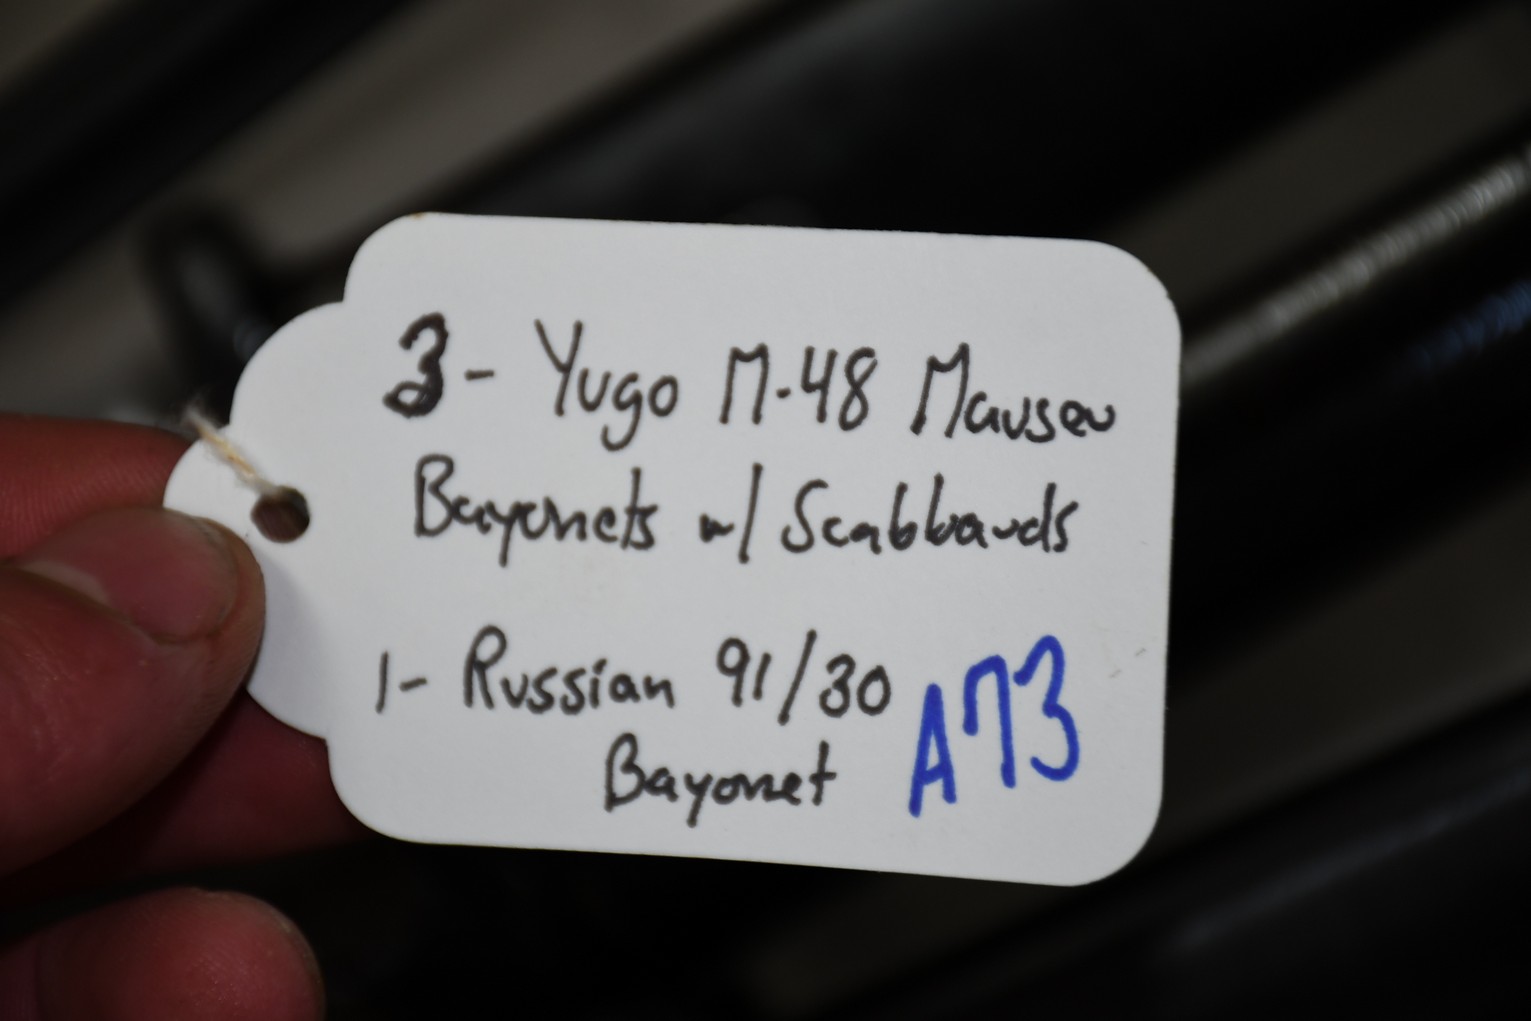 3- Yugo M-48 Mauser
Bayonets w/ Scabbards
1- Russian 91/30
Bayonet
A73